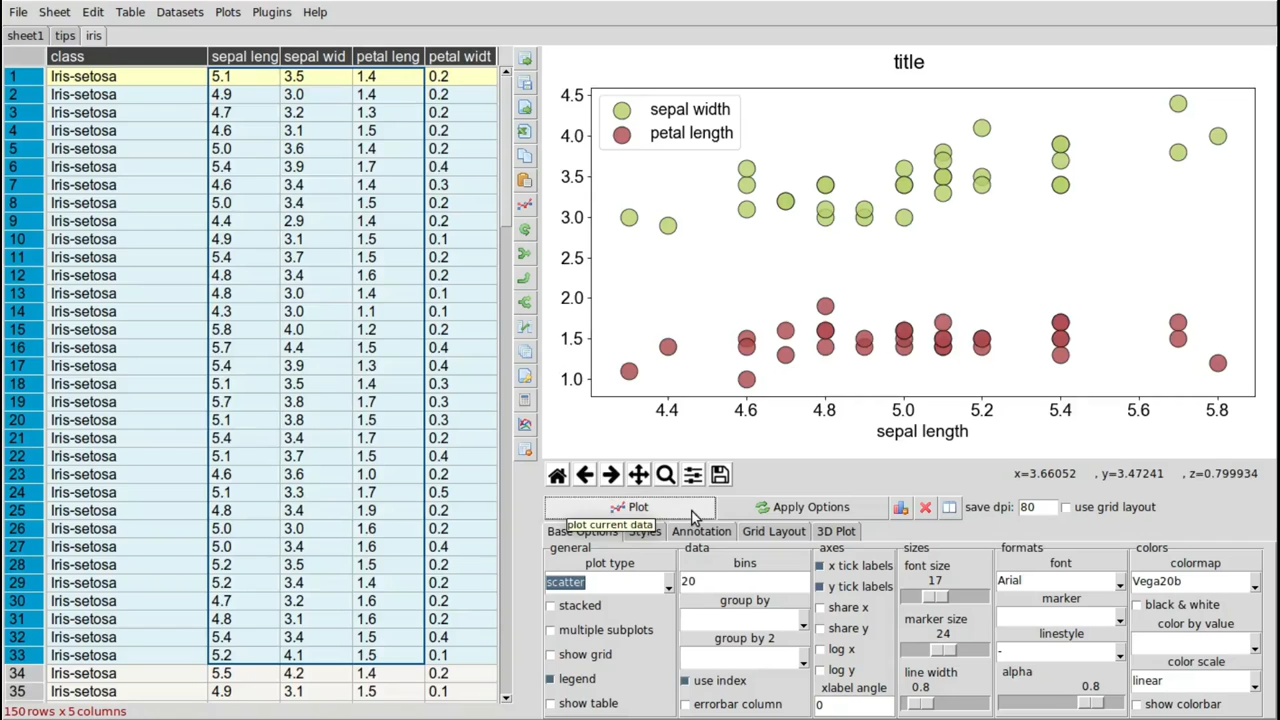 File Sheet Edit Table Datasets Plots Plugins Help
sheet1 tips iris
class sepal leng sepal wid petal leng petal widt
1 Iris-setosa 5.1 3.5 1.4 0.2
2 Iris-setosa 4.9 3.0 1.4 0.2
3 Iris-setosa 4.7 3.2 1.3 0.2
4 Iris-setosa 4.6 3.1 1.5 0.2
5 Iris-setosa 5.0 3.6 1.4 0.2
6 Iris-setosa 5.4 3.9 1.7 0.4
7 Iris-setosa 4.6 3.4 1.4 0.3
8 Iris-setosa 5.0 3.4 1.5 0.2
9 Iris-setosa 4.4 2.9 1.4 0.2
10 Iris-setosa 4.9 3.1 1.5 0.1
11 Iris-setosa 5.4 3.7 1.5 0.2
12 Iris-setosa 4.8 3.4 1.6 0.2
13 Iris-setosa 4.8 3.0 1.4 0.1
14 Iris-setosa 4.3 3.0 1.1 0.1
15 Iris-setosa 5.8 4.0 1.2 0.2
16 Iris-setosa 5.7 4.4 1.5 0.4
17 Iris-setosa 5.4 3.9 1.3 0.4
18 Iris-setosa 5.1 3.5 1.4 0.3
19 Iris-setosa 5.7 3.8 1.7 0.3
20 Iris-setosa 5.1 3.8 1.5 0.3
21 Iris-setosa 5.4 3.4 1.7 0.2
22 Iris-setosa 5.1 3.7 1.5 0.4
23 Iris-setosa 4.6 3.6 1.0 0.2
24 Iris-setosa 5.1 3.3 1.7 0.5
25 Iris-setosa 4.8 3.4 1.9 0.2
26 Iris-setosa 5.0 3.0 1.6 0.2
27 Iris-setosa 5.0 3.4 1.6 0.4
28 Iris-setosa 5.2 3.5 1.5 0.2
29 Iris-setosa 5.2 3.4 1.4 0.2
30 Iris-setosa 4.7 3.2 1.6 0.2
31 Iris-setosa 4.8 3.1 1.6 0.2
32 Iris-setosa 5.4 3.4 1.5 0.4
33 Iris-setosa 5.2 4.1 1.5 0.1
34 Iris-setosa 5.5 4.2 1.4 0.2
35 Iris-setosa 4.9 3.1 1.5 0.1
150 rows x 5 columns
title
sepal width
petal length
4.5
4.0
3.5
3.0
2.5
2.0
1.5
1.0
4.4 4.6 4.8 5.0 5.2 5.4 5.6 5.8
sepal length
x=3.66052 , y=3.47241 , z=0.799934
Plot Apply Options save dpi: 80 use grid layout
plot current data
Base Options Styles Annotation Grid Layout 3D Plot
general
plot type
scatter
stacked
multiple subplots
show grid
legend
show table
data
bins
20
group by
group by 2
use index
errorbar column
axes
x tick labels
y tick labels
share x
share y
log x
log y
xlabel angle
0
sizes
font size
17
marker size
24
line width
0.8
formats
font
Arial
marker
linestyle
-
alpha
0.8
colors
colormap
Vega20b
black & white
color by value
color scale
linear
show colorbar